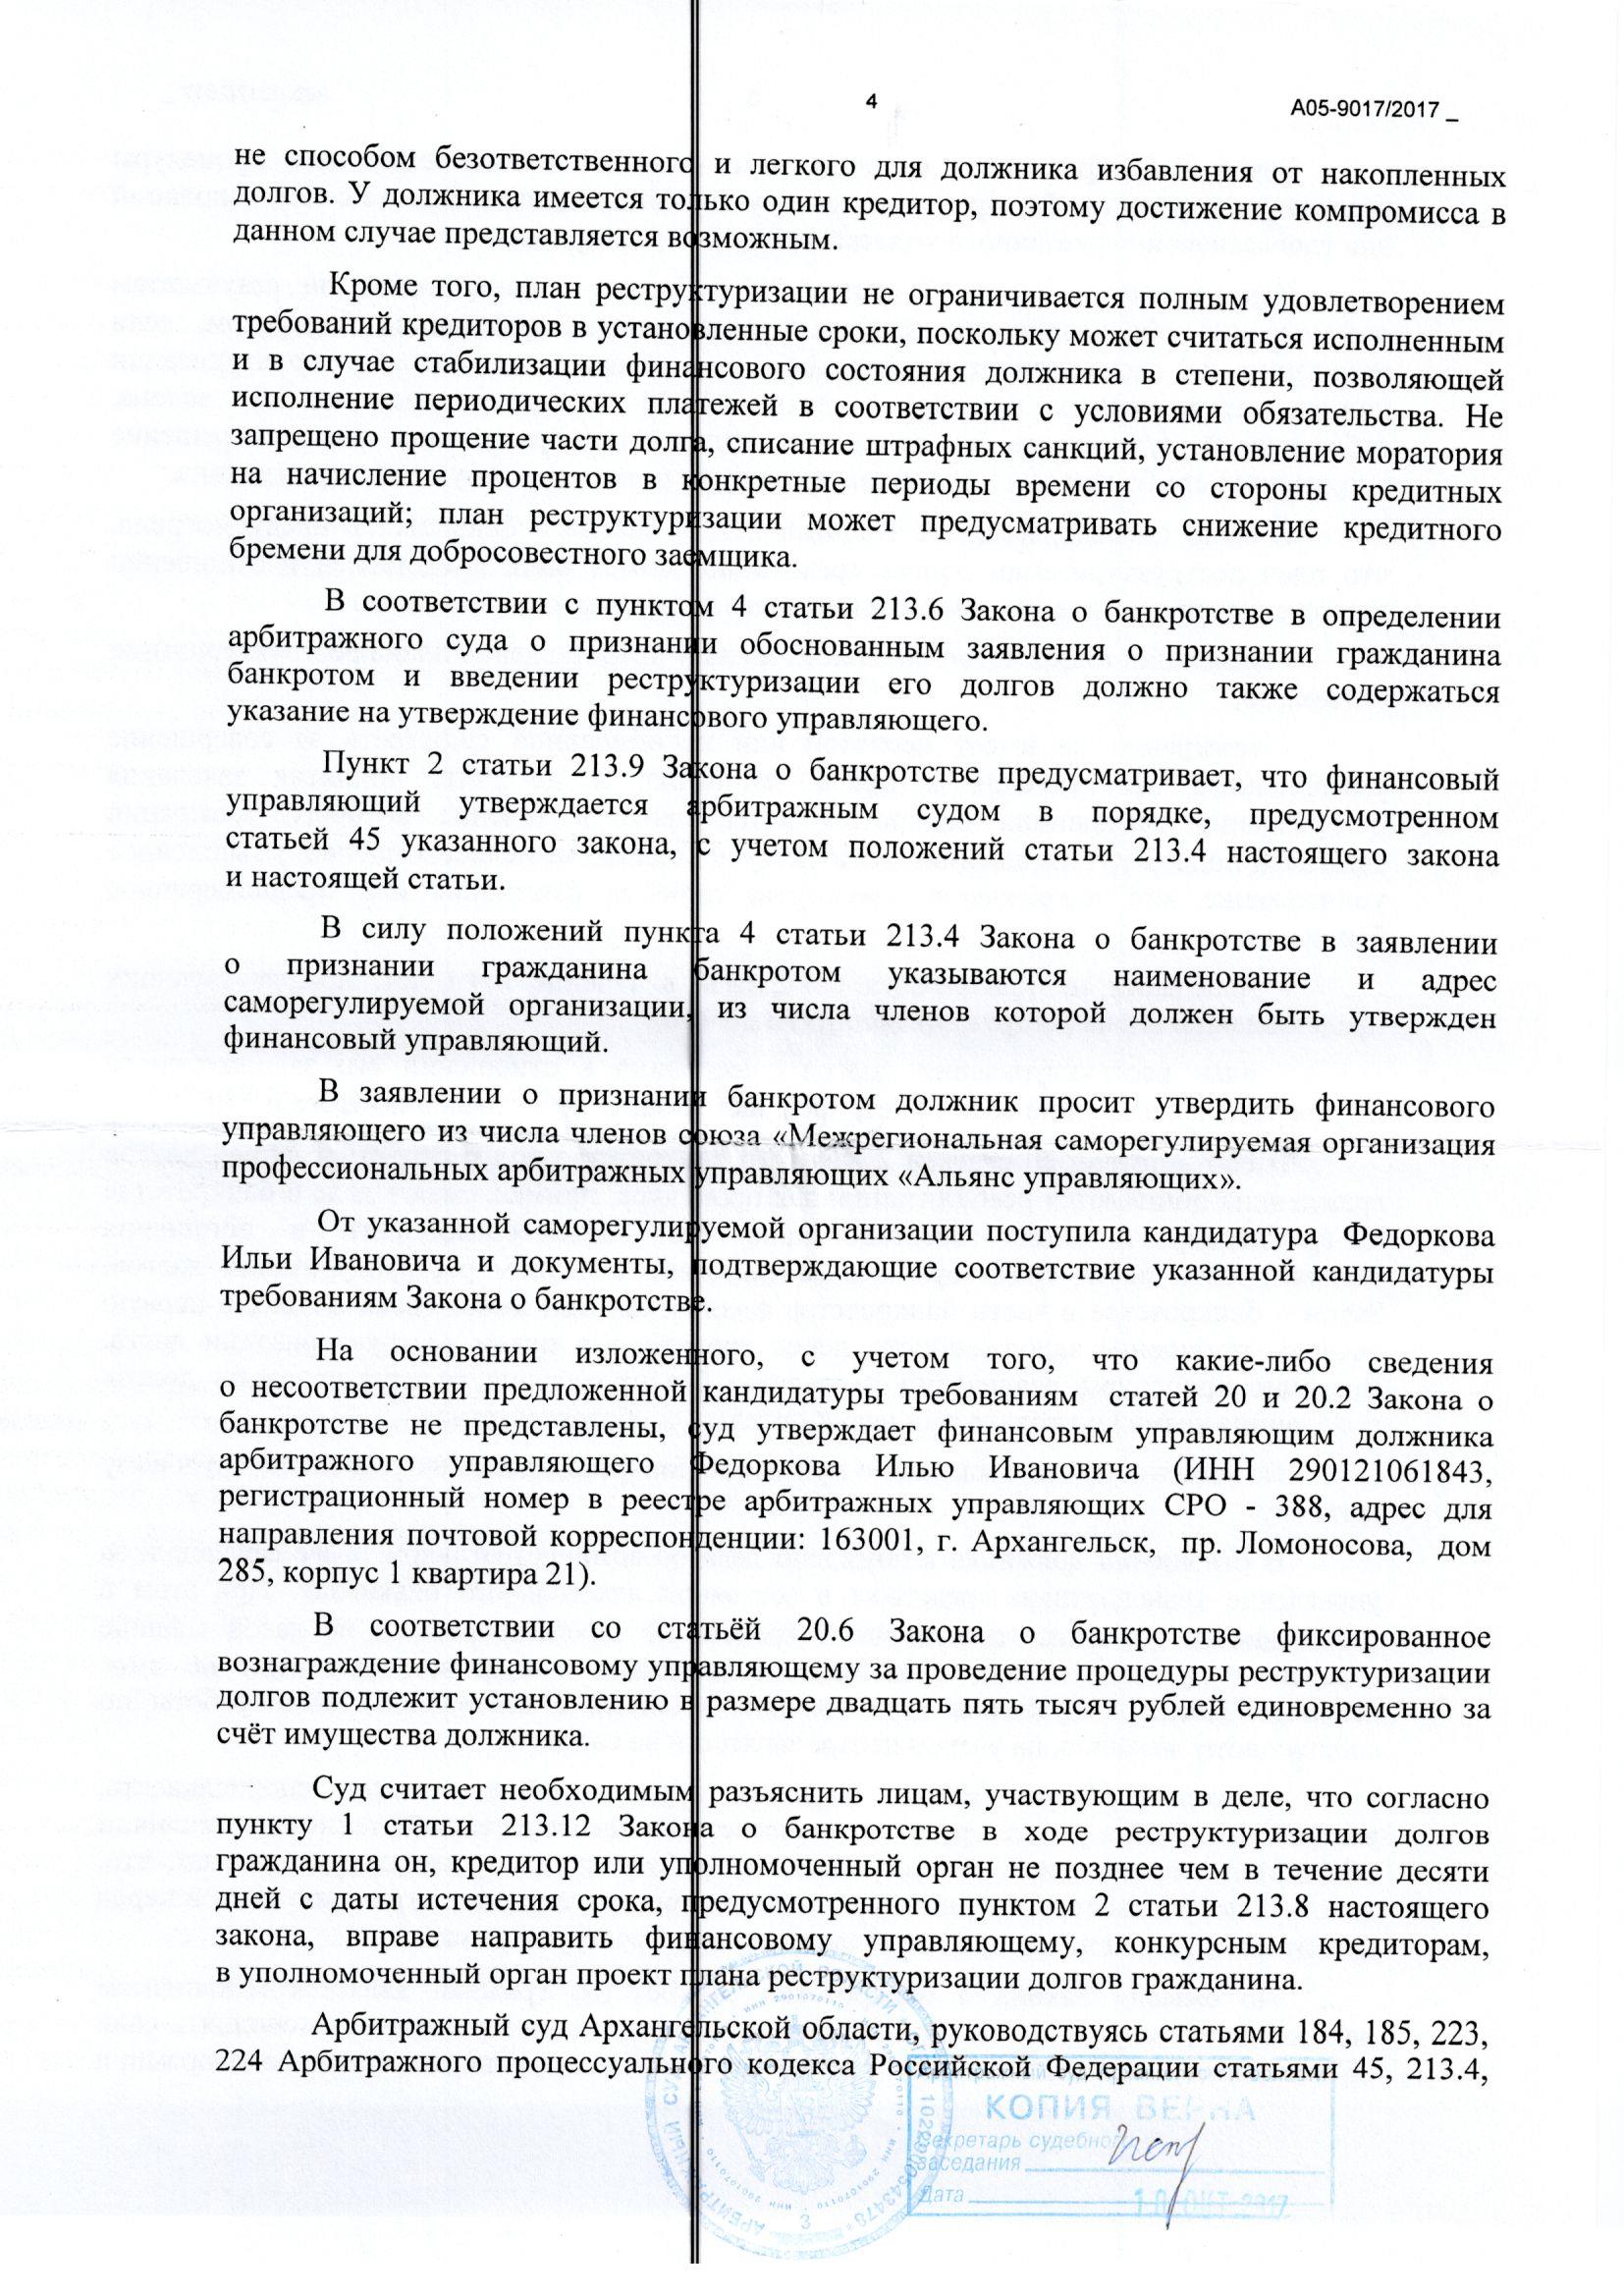 4
А05-9017/2017 _
не способом безответственного и легкого для должника избавления от накопленных
долгов. У должника имеется только один кредитор, поэтому достижение компромисса в
данном случае представляется возможным.
Кроме того, план реструктуризации не ограничивается полным удовлетворением
требований кредиторов в установленные сроки, поскольку может считаться исполненным
и в случае стабилизации финансового состояния должника в степени, позволяющей
исполнение периодических платежей в соответствии с условиями обязательства. Не
запрещено прощение части долга, списание штрафных санкций, установление моратория
на начисление процентов в конкретные периоды времени со стороны кредитных
организаций; план реструктуризации может предусматривать снижение кредитного
бремени для добросовестного заемщика.
В соответствии с пунктом 4 статьи 213.6 Закона о банкротстве в определении
арбитражного суда о признании обоснованным заявления о признании гражданина
банкротом и введении реструктуризации его долгов должно также содержаться
указание на утверждение финансового управляющего.
Пункт 2 статьи 213.9 Закона о банкротстве предусматривает, что финансовый
управляющий утверждается арбитражным судом в порядке, предусмотренном
статьей 45 указанного закона, с учетом положений статьи 213.4 настоящего закона
и настоящей статьи.
В силу положений пункта 4 статьи 213.4 Закона о банкротстве в заявлении
о признании гражданина банкротом указываются наименование и адрес
саморегулируемой организации, из числа членов которой должен быть утвержден
финансовый управляющий.
В заявлении о признании банкротом должник просит утвердить финансового
управляющего из числа членов союза «Межрегиональная саморегулируемая организация
профессиональных арбитражных управляющих «Альянс управляющих».
От указанной саморегулируемой организации поступила кандидатура Федоркова
Ильи Ивановича и документы, подтверждающие соответствие указанной кандидатуры
требованиям Закона о банкротстве.
На основании изложенного, с учетом того, что какие-либо сведения
о несоответствии предложенной кандидатуры требованиям статей 20 и 20.2 Закона о
банкротстве не представлены, суд утверждает финансовым управляющим должника
арбитражного управляющего Федоркова Илью Ивановича (ИНН 290121061843,
регистрационный номер в реестре арбитражных управляющих СРО - 388, адрес для
направления почтовой корреспонденции: 163001, г. Архангельск, пр. Ломоносова, дом
285, корпус 1 квартира 21).
В соответствии со статьёй 20.6 Закона о банкротстве фиксированное
вознаграждение финансовому управляющему за проведение процедуры реструктуризации
долгов подлежит установлению в размере двадцать пять тысяч рублей единовременно за
счёт имущества должника.
Суд считает необходимым разъяснить лицам, участвующим в деле, что согласно
пункту 1 статьи 213.12 Закона о банкротстве в ходе реструктуризации долгов
гражданина он, кредитор или уполномоченный орган не позднее чем в течение десяти
дней с даты истечения срока, предусмотренного пунктом 2 статьи 213.8 настоящего
закона, вправе направить финансовому управляющему, конкурсным кредиторам,
в уполномоченный орган проект плана реструктуризации долгов гражданина.
Арбитражный суд Архангельской области, руководствуясь статьями 184, 185, 223,
224 Арбитражного процессуального кодекса Российской Федерации статьями 45, 213.4,
КОПИЯ ВЕРНА
Секретарь судебного
заседания
Дата 10 ОКТ 2017